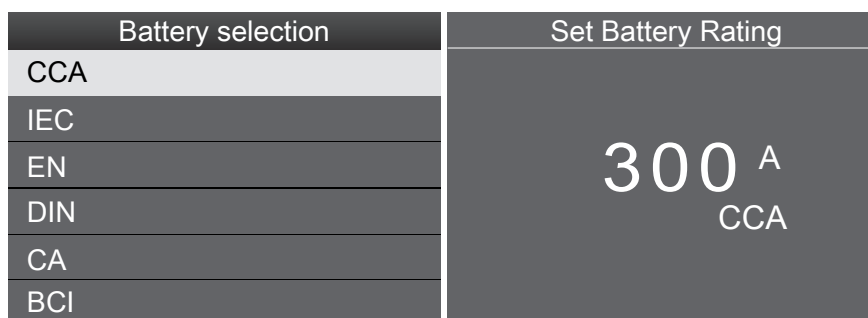 Battery selection
CCA
IEC
EN
DIN
CA
BCI
Set Battery Rating
300 A
CCA